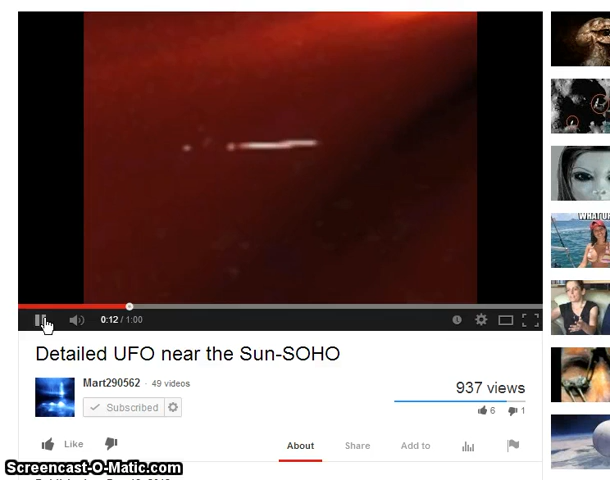 WHAT U
0:12 / 1:00
Detailed UFO near the Sun-SOHO
Mart290562 · 49 videos
Subscribed
937 views
6 1
Like
About Share Add to
Screencast-O-Matic.com